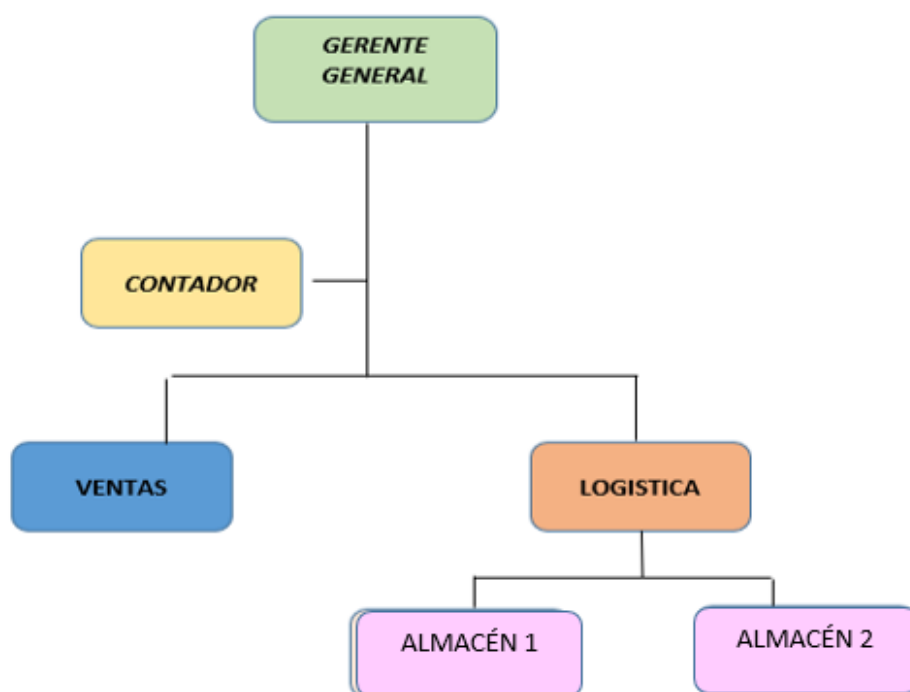 GERENTE
GENERAL
CONTADOR
VENTAS
LOGISTICA
ALMACÉN 1
ALMACÉN 2